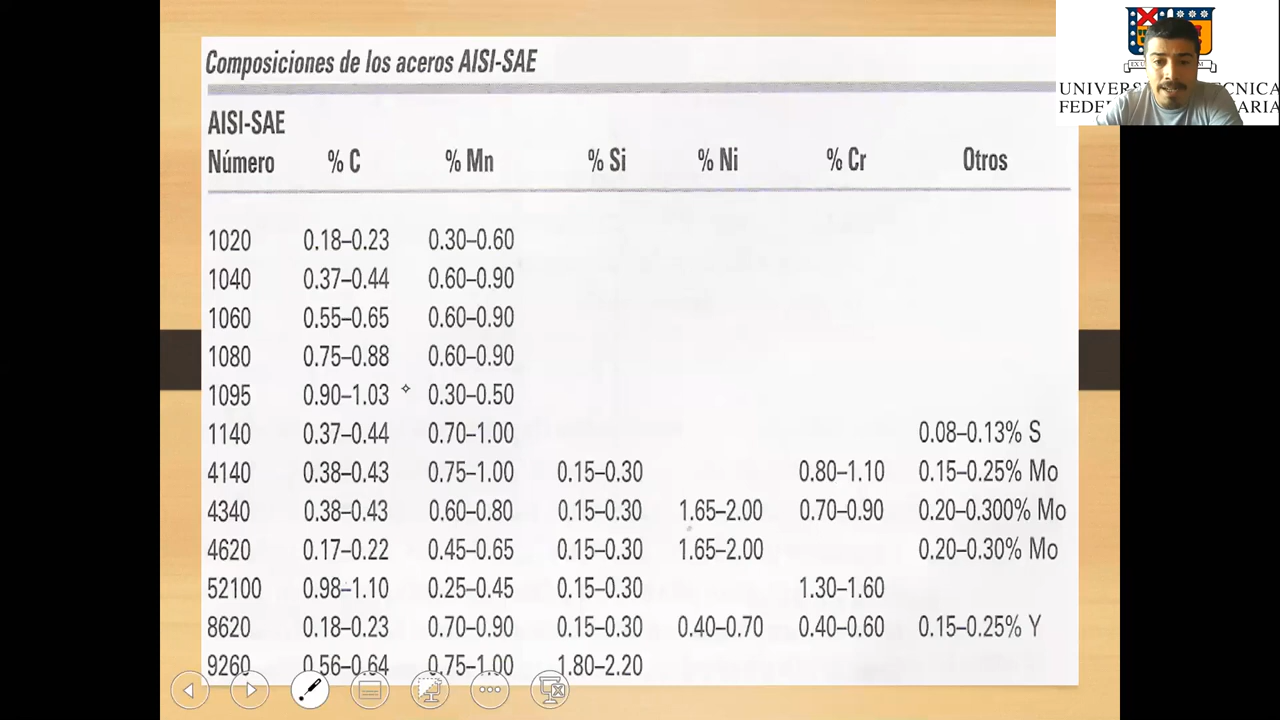 Composiciones de los aceros AISI-SAE
AISI-SAE
Número % C % Mn % Si % Ni % Cr Otros
1020 0.18–0.23 0.30–0.60
1040 0.37–0.44 0.60–0.90
1060 0.55–0.65 0.60–0.90
1080 0.75–0.88 0.60–0.90
1095 0.90–1.03 0.30–0.50
1140 0.37–0.44 0.70–1.00 0.08–0.13% S
4140 0.38–0.43 0.75–1.00 0.15–0.30 0.80–1.10 0.15–0.25% Mo
4340 0.38–0.43 0.60–0.80 0.15–0.30 1.65–2.00 0.70–0.90 0.20–0.300% Mo
4620 0.17–0.22 0.45–0.65 0.15–0.30 1.65–2.00 0.20–0.30% Mo
52100 0.98–1.10 0.25–0.45 0.15–0.30 1.30–1.60
8620 0.18–0.23 0.70–0.90 0.15–0.30 0.40–0.70 0.40–0.60 0.15–0.25% Y
9260 0.56–0.64 0.75–1.00 1.80–2.20